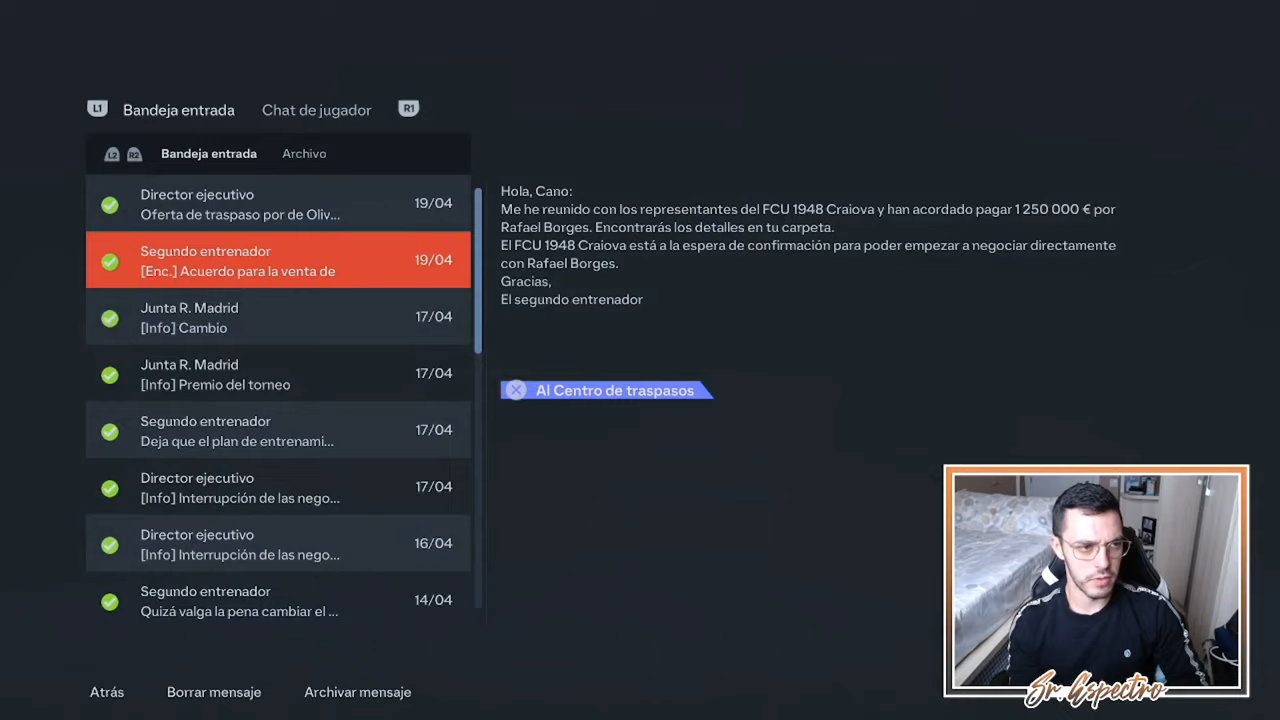 L1 Bandeja entrada Chat de jugador R1
L2 R2 Bandeja entrada Archivo
Director ejecutivo 19/04
Oferta de traspaso por de Oliv...
Segundo entrenador 19/04
[Enc.] Acuerdo para la venta de
Junta R. Madrid 17/04
[Info] Cambio
Junta R. Madrid 17/04
[Info] Premio del torneo
Segundo entrenador 17/04
Deja que el plan de entrenami...
Director ejecutivo 17/04
[Info] Interrupción de las nego...
Director ejecutivo 16/04
[Info] Interrupción de las nego...
Segundo entrenador 14/04
Quizá valga la pena cambiar el ...
Hola, Cano:
Me he reunido con los representantes del FCU 1948 Craiova y han acordado pagar 1 250 000 € por
Rafael Borges. Encontrarás los detalles en tu carpeta.
El FCU 1948 Craiova está a la espera de confirmación para poder empezar a negociar directamente
con Rafael Borges.
Gracias,
El segundo entrenador
Al Centro de traspasos
Atrás Borrar mensaje Archivar mensaje
Sr. Aspectro